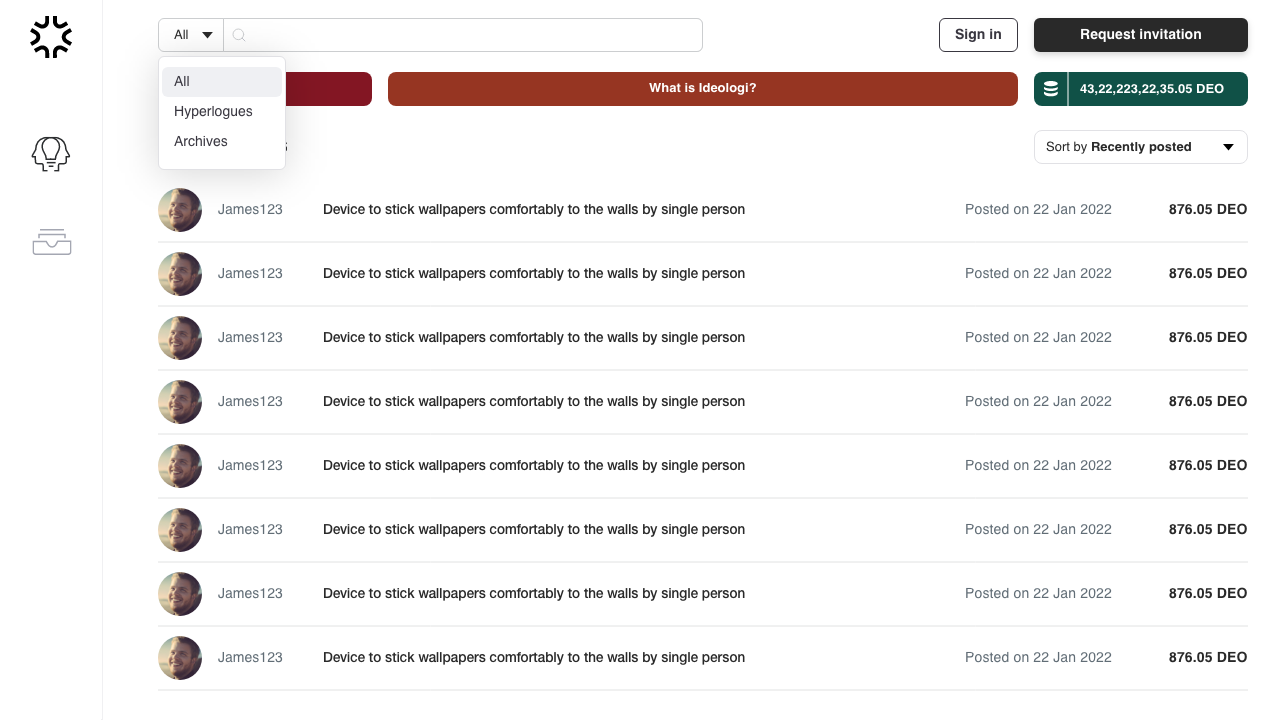 All
Sign in
Request invitation
All
Hyperlogues
Archives
What is Ideologi?
43,22,223,22,35.05 DEO
Sort by Recently posted
James123 Device to stick wallpapers comfortably to the walls by single person Posted on 22 Jan 2022 876.05 DEO
James123 Device to stick wallpapers comfortably to the walls by single person Posted on 22 Jan 2022 876.05 DEO
James123 Device to stick wallpapers comfortably to the walls by single person Posted on 22 Jan 2022 876.05 DEO
James123 Device to stick wallpapers comfortably to the walls by single person Posted on 22 Jan 2022 876.05 DEO
James123 Device to stick wallpapers comfortably to the walls by single person Posted on 22 Jan 2022 876.05 DEO
James123 Device to stick wallpapers comfortably to the walls by single person Posted on 22 Jan 2022 876.05 DEO
James123 Device to stick wallpapers comfortably to the walls by single person Posted on 22 Jan 2022 876.05 DEO
James123 Device to stick wallpapers comfortably to the walls by single person Posted on 22 Jan 2022 876.05 DEO